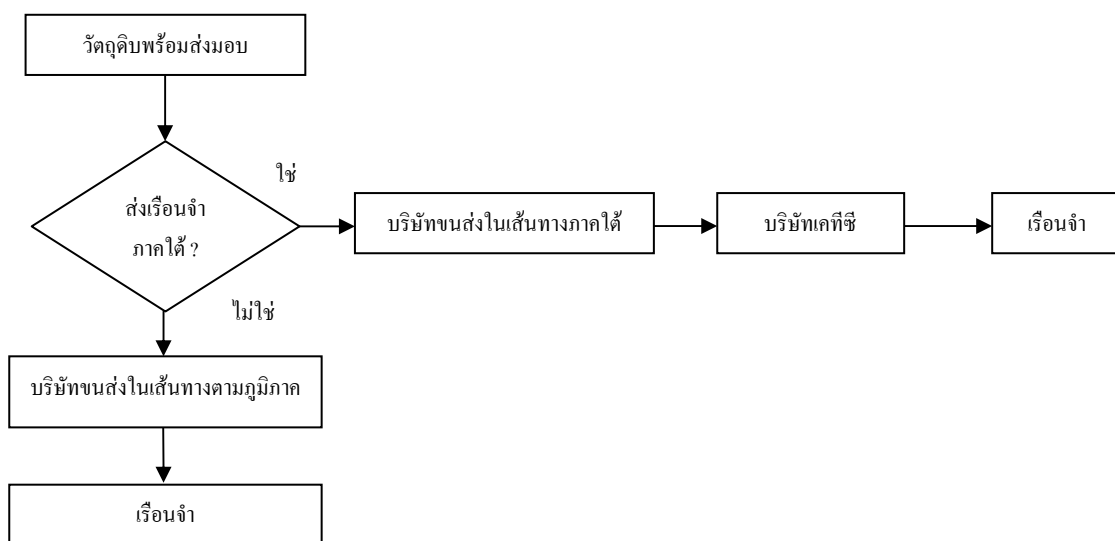 วัตถุดิบพร้อมส่งมอบ
ใช่
ส่งเรือนจำ
ภาคใต้ ?
บริษัทขนส่งในเส้นทางภาคใต้
บริษัทเคทีซี
เรือนจำ
ไม่ใช่
บริษัทขนส่งในเส้นทางตามภูมิภาค
เรือนจำ